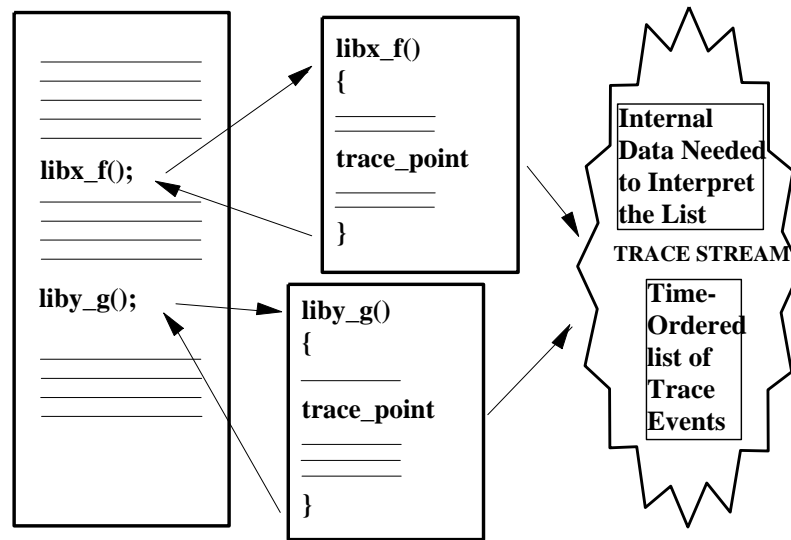 libx_f();
liby_g();
libx_f()
{
trace_point
}
liby_g()
{
trace_point
}
Internal
Data Needed
to Interpret
the List
TRACE STREAM
Time-
Ordered
list of
Trace
Events